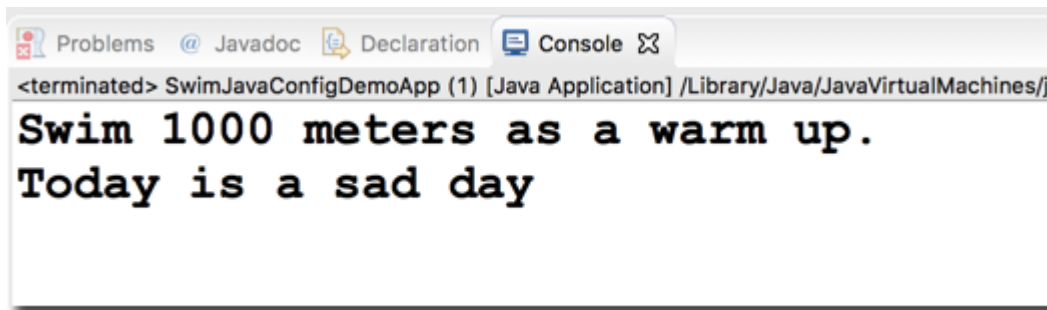 Problems @ Javadoc Declaration Console
<terminated> SwimJavaConfigDemoApp (1) [Java Application] /Library/Java/JavaVirtualMachines/j
Swim 1000 meters as a warm up.
Today is a sad day